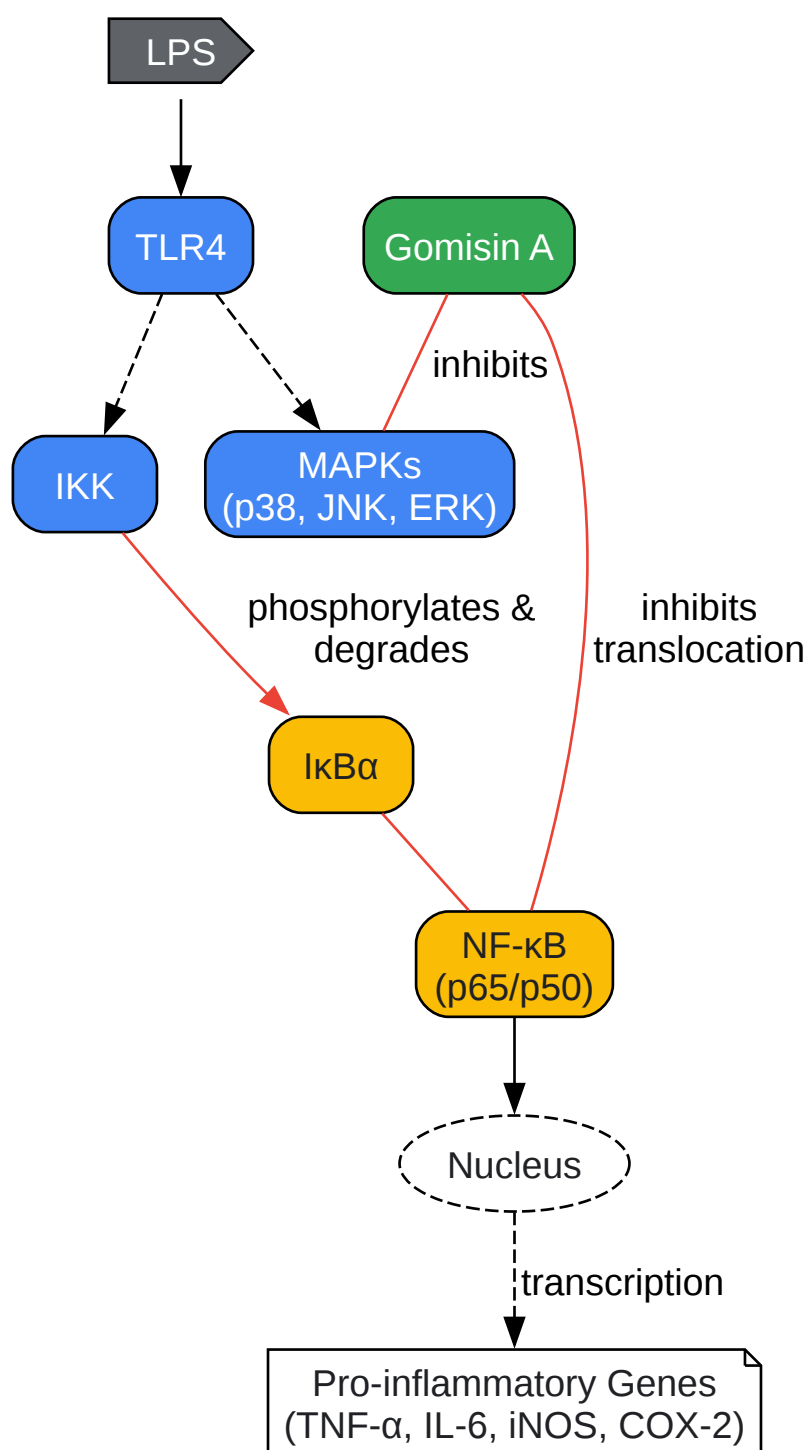 LPS
TLR4
Gomisin A
inhibits
IKK
MAPKs
(p38, JNK, ERK)
phosphorylates &
degrades
inhibits
translocation
IκBα
NF-κB
(p65/p50)
Nucleus
transcription
Pro-inflammatory Genes
(TNF-α, IL-6, iNOS, COX-2)